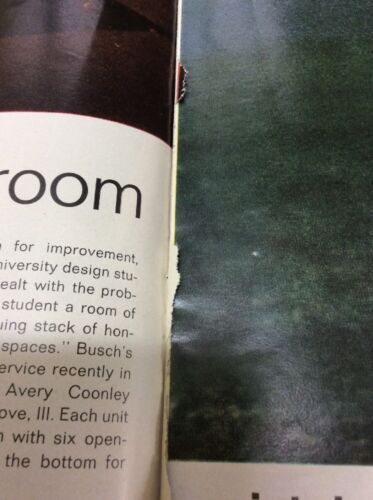 room
for improvement,
niversity design stu-
ealt with the prob-
student a room of
uing stack of hon-
spaces." Busch's
ervice recently in
Avery Coonley
ove, Ill. Each unit
with six open-
the bottom for